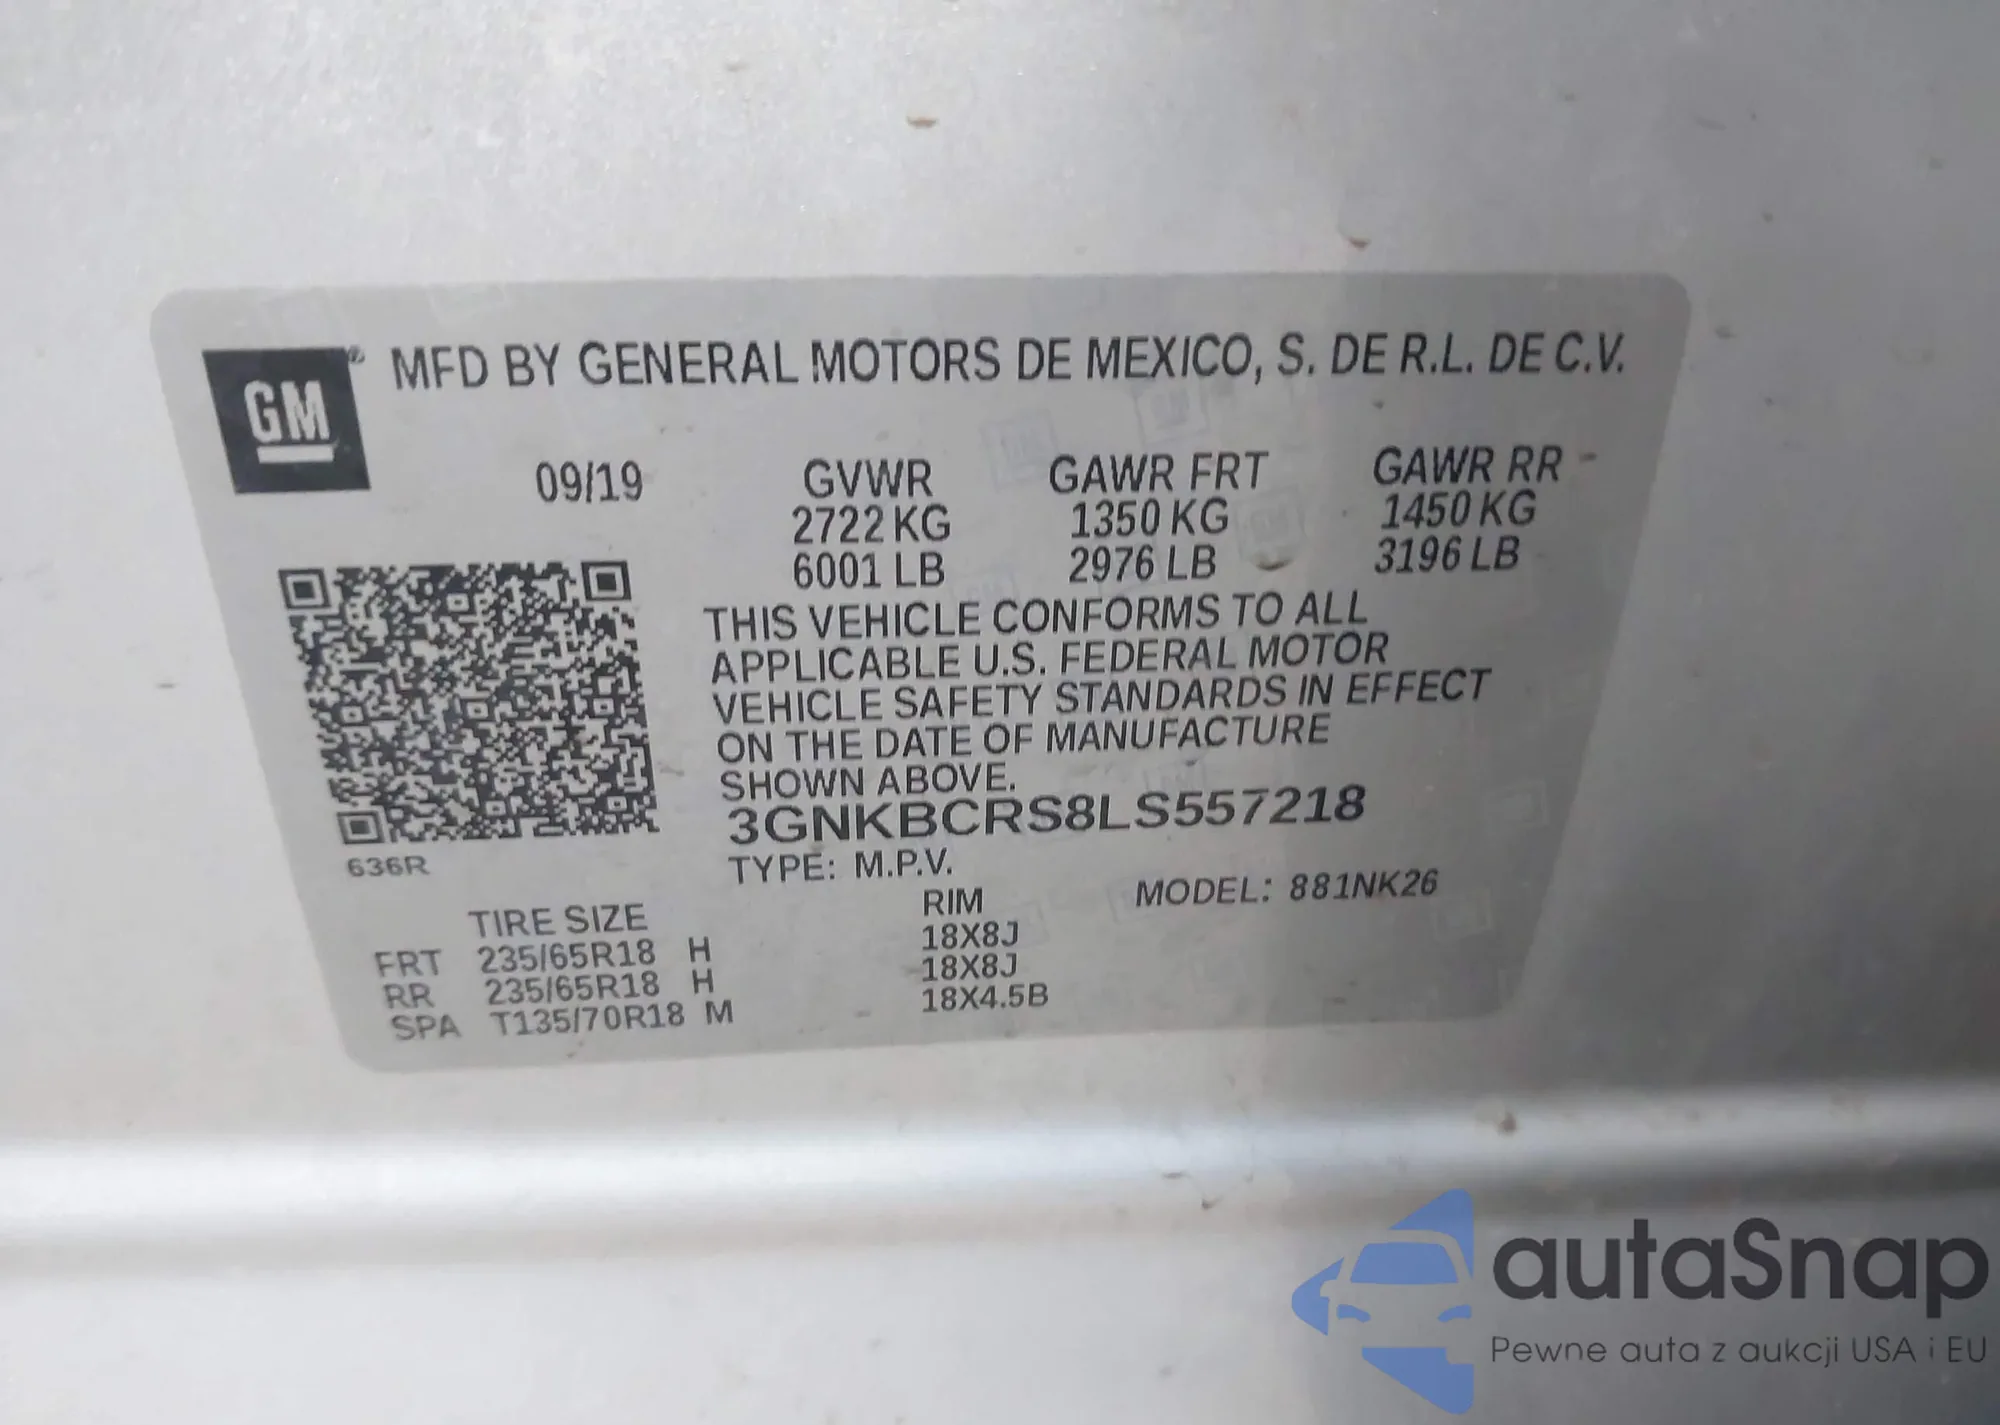 GM
MFD BY GENERAL MOTORS DE MEXICO, S. DE R.L. DE C.V.
09/19 GVWR GAWR FRT GAWR RR
2722 KG 1350 KG 1450 KG
6001 LB 2976 LB 3196 LB
THIS VEHICLE CONFORMS TO ALL
APPLICABLE U.S. FEDERAL MOTOR
VEHICLE SAFETY STANDARDS IN EFFECT
ON THE DATE OF MANUFACTURE
SHOWN ABOVE.
3GNKBCRS8LS557218
636R
TYPE: M.P.V. MODEL: 881NK26
TIRE SIZE RIM
FRT 235/65R18 H 18X8J
RR 235/65R18 H 18X8J
SPA T135/70R18 M 18X4.5B
autaSnap
Pewne auta z aukcji USA i EU